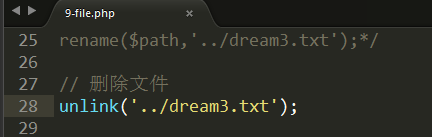 9-file.php ×
25 rename($path,'../dream3.txt');*/
26
27 // 删除文件
28 unlink('../dream3.txt');
29